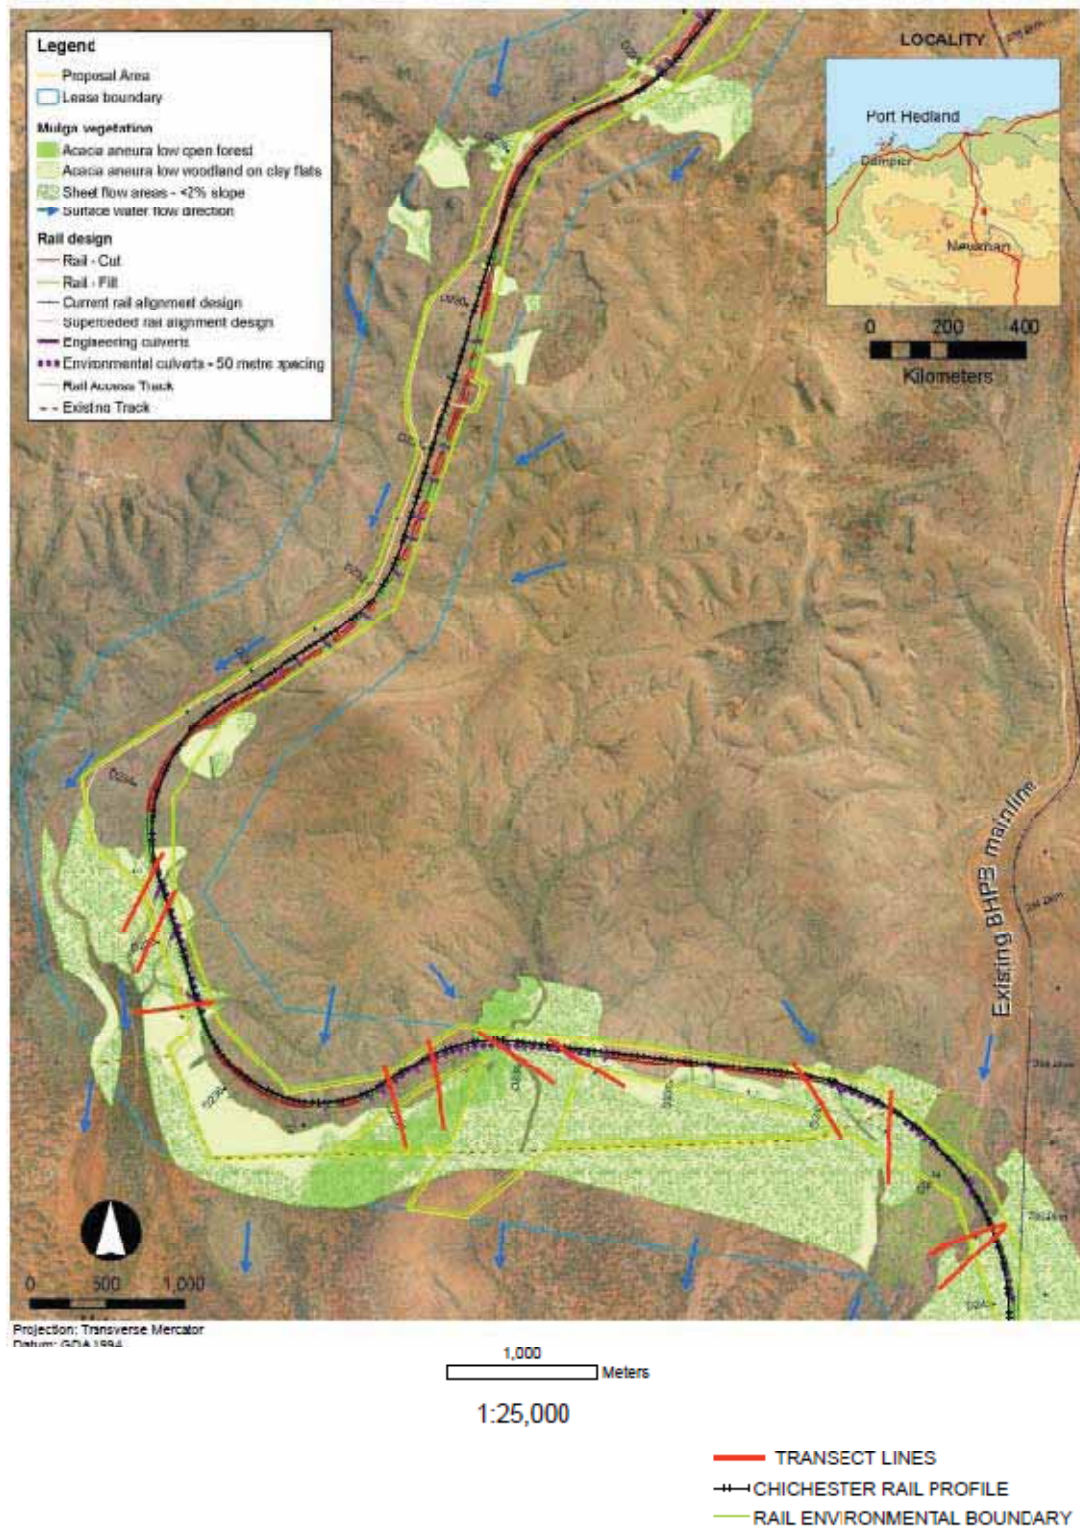 Legend
Proposal Area
Lease boundary
Mulga vegetation
Acacia aneura low open forest
Acacia aneura low woodland on clay flats
Sheet flow areas - <2% slope
Surface water flow direction
Rail design
Rail - Cut
Rail - Fill
Current rail alignment design
Superceded rail alignment design
Engineering culverts
Environmental culverts - 50 metre spacing
Rail Access Track
Existing Track
LOCALITY
Port Hedland
Dampier
Newman
0 200 400
Kilometers
Existing BHPB mainline
0 500 1,000
Projection: Transverse Mercator
Datum: GDA 1994
1,000
Meters
1:25,000
TRANSECT LINES
CHICHESTER RAIL PROFILE
RAIL ENVIRONMENTAL BOUNDARY